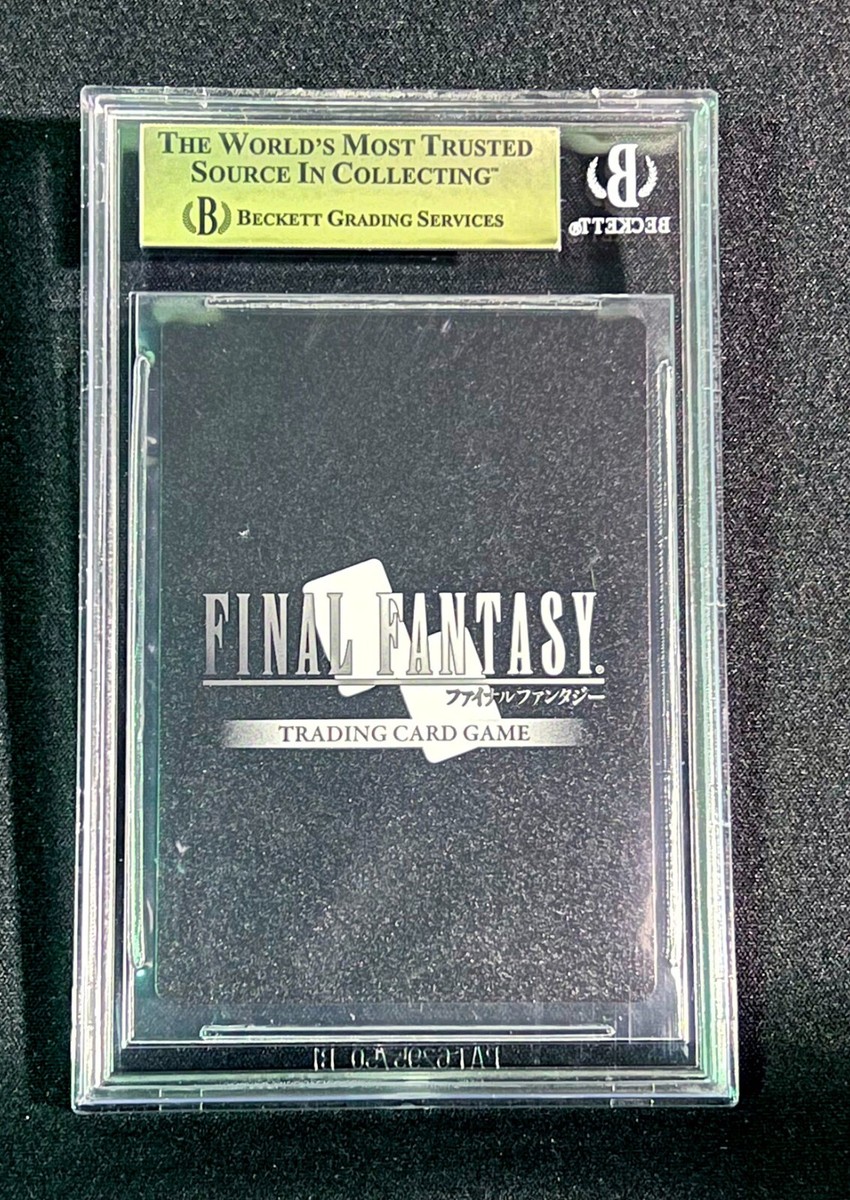 THE WORLD'S MOST TRUSTED
SOURCE IN COLLECTING™
B BECKETT GRADING SERVICES
B
BECKETT®
FINAL FANTASY®
ファイナルファンタジー
TRADING CARD GAME